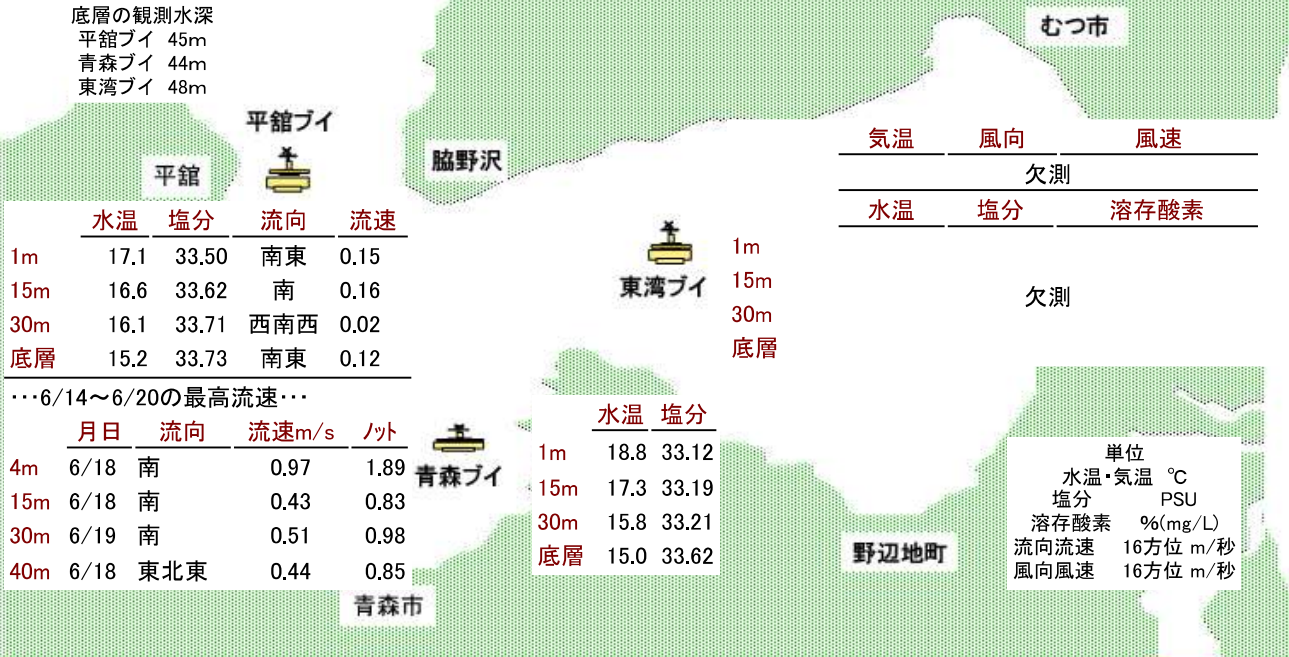 底層の観測水深
平舘ブイ 45m
青森ブイ 44m
東湾ブイ 48m
むつ市
平舘ブイ
脇野沢
平舘
気温 風向 風速
欠測
水温 塩分 溶存酸素
1m
15m
30m
底層
欠測
東湾ブイ
水温 塩分 流向 流速
1m 17.1 33.50 南東 0.15
15m 16.6 33.62 南 0.16
30m 16.1 33.71 西南西 0.02
底層 15.2 33.73 南東 0.12
…6/14～6/20の最高流速…
月日 流向 流速m/s ノット
4m 6/18 南 0.97 1.89
15m 6/18 南 0.43 0.83
30m 6/19 南 0.51 0.98
40m 6/18 東北東 0.44 0.85
青森ブイ
水温 塩分
1m 18.8 33.12
15m 17.3 33.19
30m 15.8 33.21
底層 15.0 33.62
青森市
野辺地町
単位
水温・気温 ℃
塩分 PSU
溶存酸素 %(mg/L)
流向流速 16方位 m/秒
風向風速 16方位 m/秒